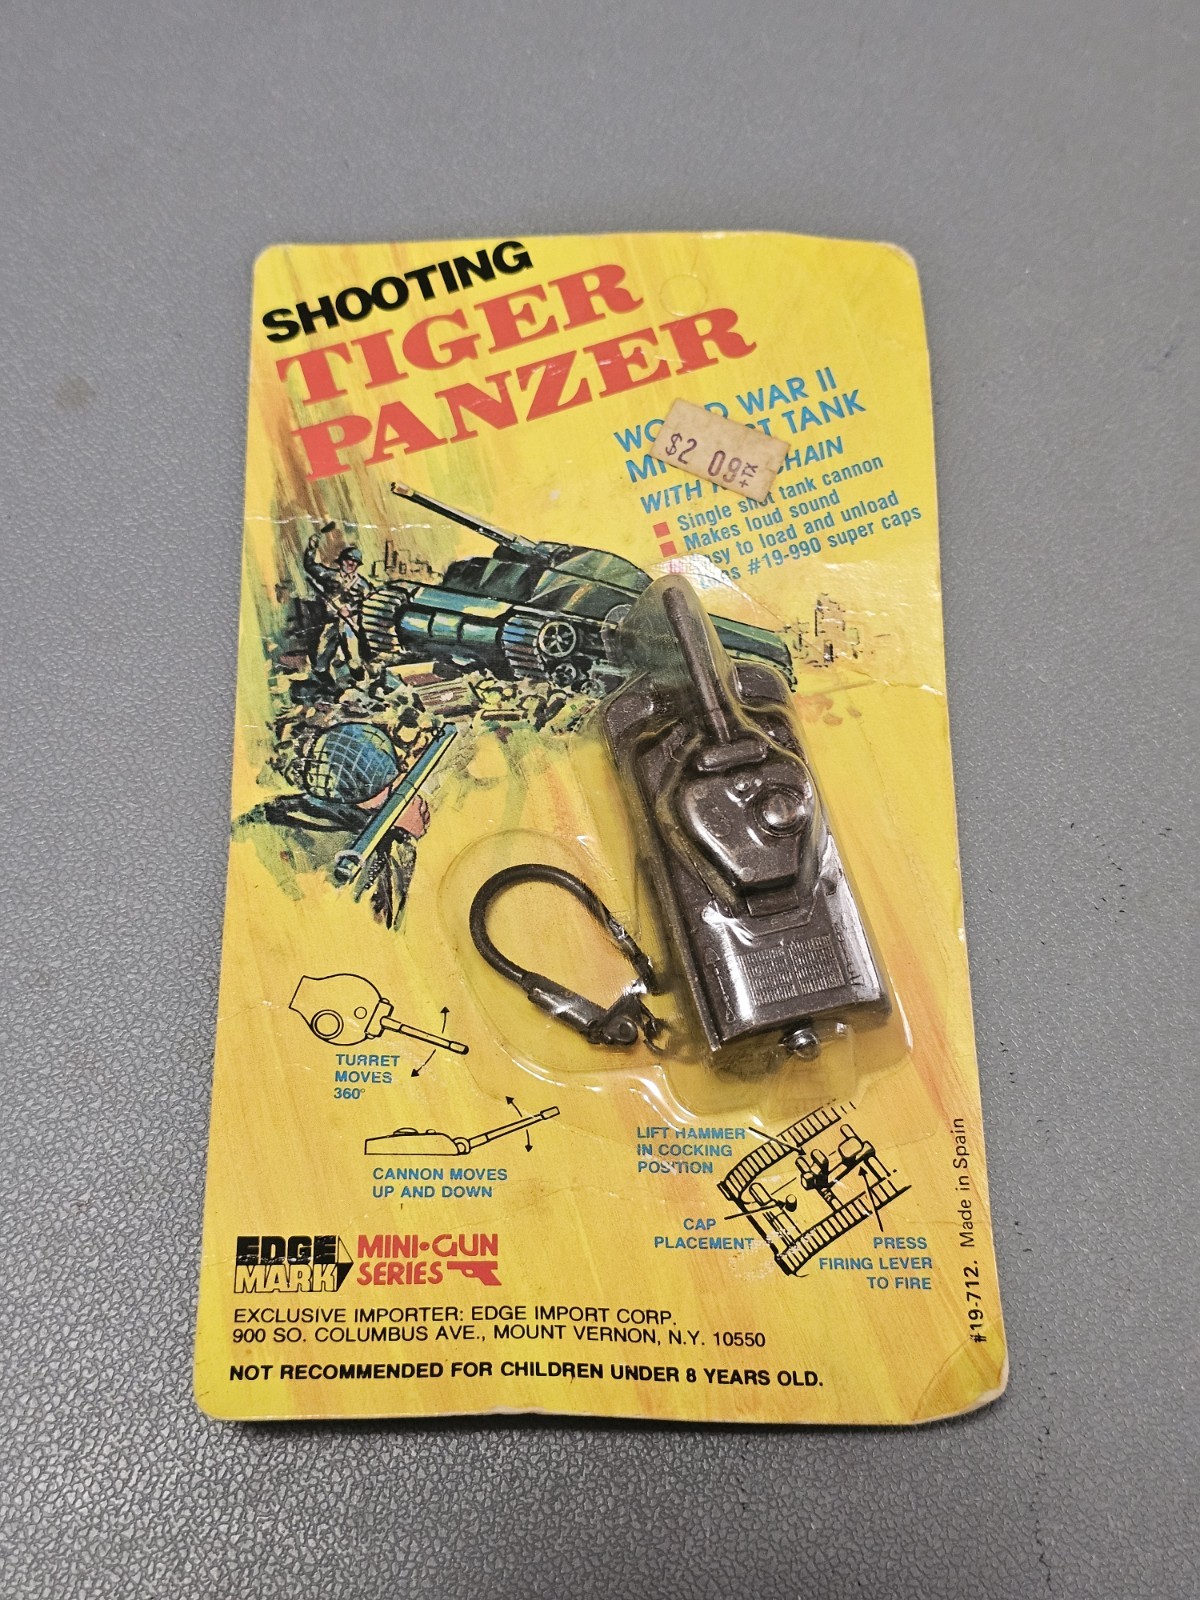 SHOOTING
TIGER
PANZER
WORLD WAR II
TANK
WITH CHAIN
$2 09 +TX
Single shot tank cannon
Makes loud sound
Easy to load and unload
#19-990 super caps
TURRET
MOVES
360°
CANNON MOVES
UP AND DOWN
LIFT HAMMER
IN COCKING
POSITION
CAP
PLACEMENT
PRESS
FIRING LEVER
TO FIRE
EDGE
MARK
MINI•GUN
SERIES
EXCLUSIVE IMPORTER: EDGE IMPORT CORP.
900 SO. COLUMBUS AVE., MOUNT VERNON, N.Y. 10550
NOT RECOMMENDED FOR CHILDREN UNDER 8 YEARS OLD.
#19-712. Made in Spain